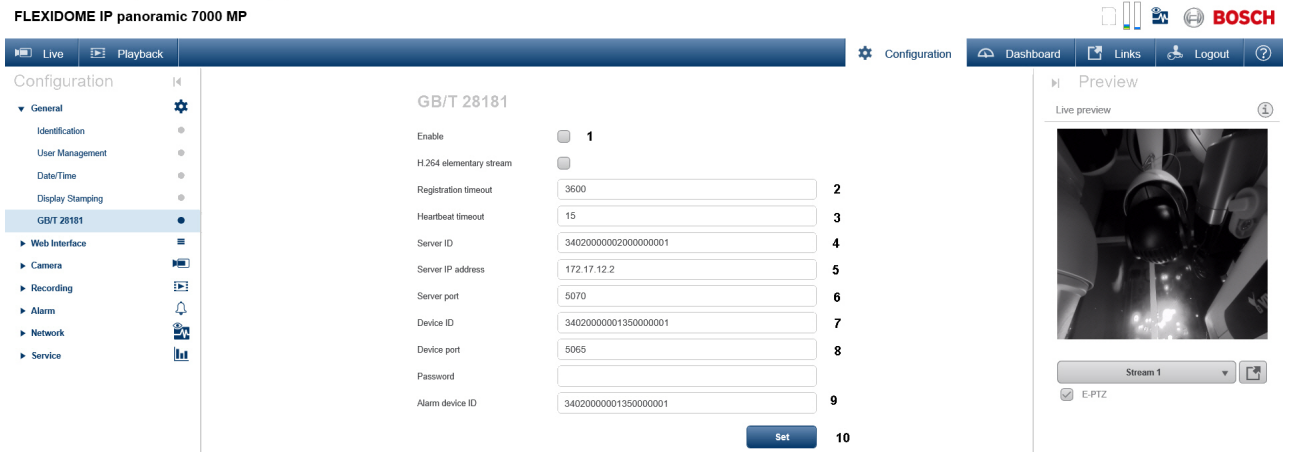 FLEXIDOME IP panoramic 7000 MP
BOSCH
Live Playback Configuration Dashboard Links Logout ?
Configuration
General
Identification
User Management
Date/Time
Display Stamping
GB/T 28181
Web Interface
Camera
Recording
Alarm
Network
Service
GB/T 28181
Enable 1
H.264 elementary stream
Registration timeout 3600 2
Heartbeat timeout 15 3
Server ID 34020000002000000001 4
Server IP address 172.17.12.2 5
Server port 5070 6
Device ID 34020000001350000001 7
Device port 5065 8
Password
Alarm device ID 34020000001350000001 9
Set 10
Preview
Live preview i
Stream 1
E-PTZ